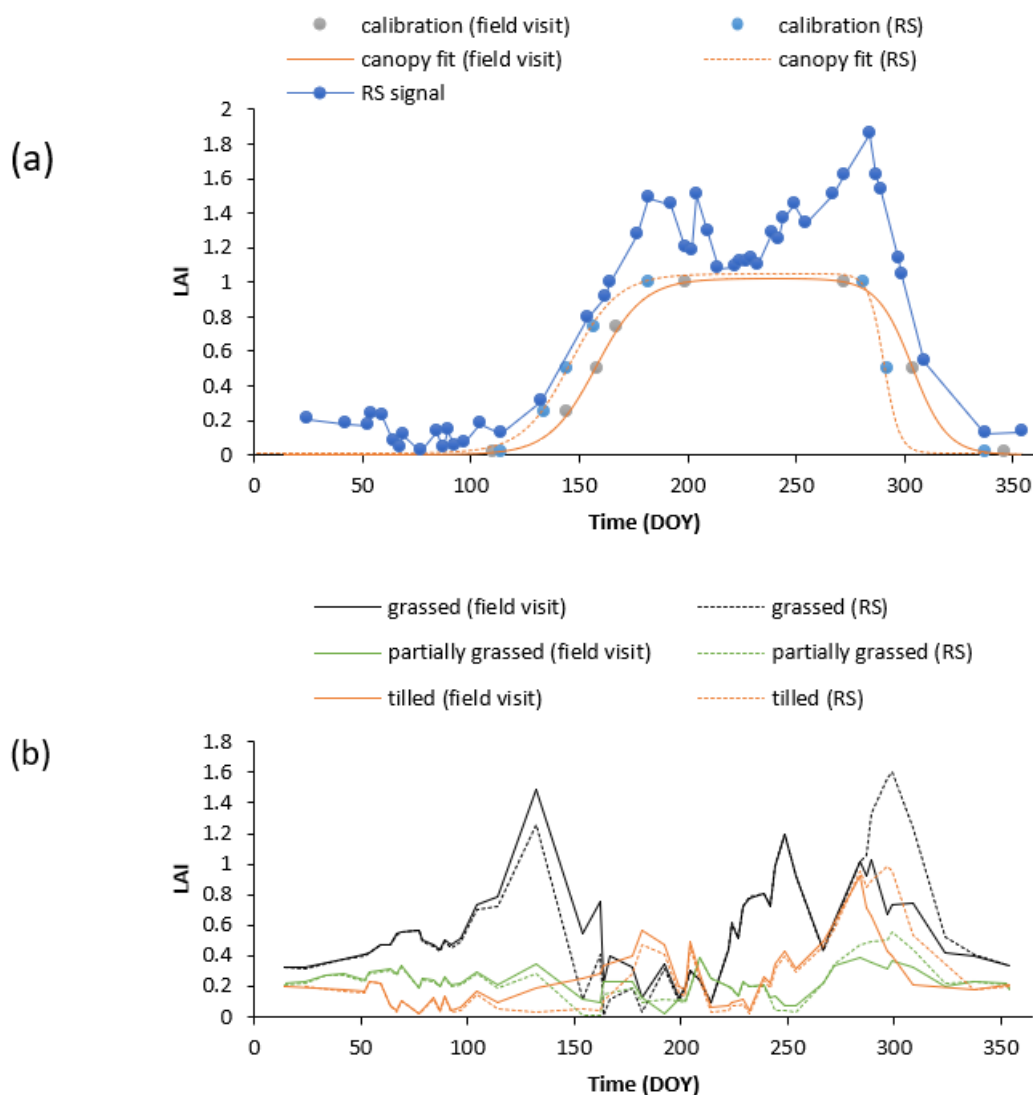 calibration (field visit) calibration (RS)
canopy fit (field visit) canopy fit (RS)
RS signal
(a)
2
1.8
1.6
1.4
1.2
1
0.8
0.6
0.4
0.2
0
LAI
0 50 100 150 200 250 300 350
Time (DOY)
grassed (field visit) grassed (RS)
partially grassed (field visit) partially grassed (RS)
tilled (field visit) tilled (RS)
(b)
1.8
1.6
1.4
1.2
1
0.8
0.6
0.4
0.2
0
LAI
0 50 100 150 200 250 300 350
Time (DOY)